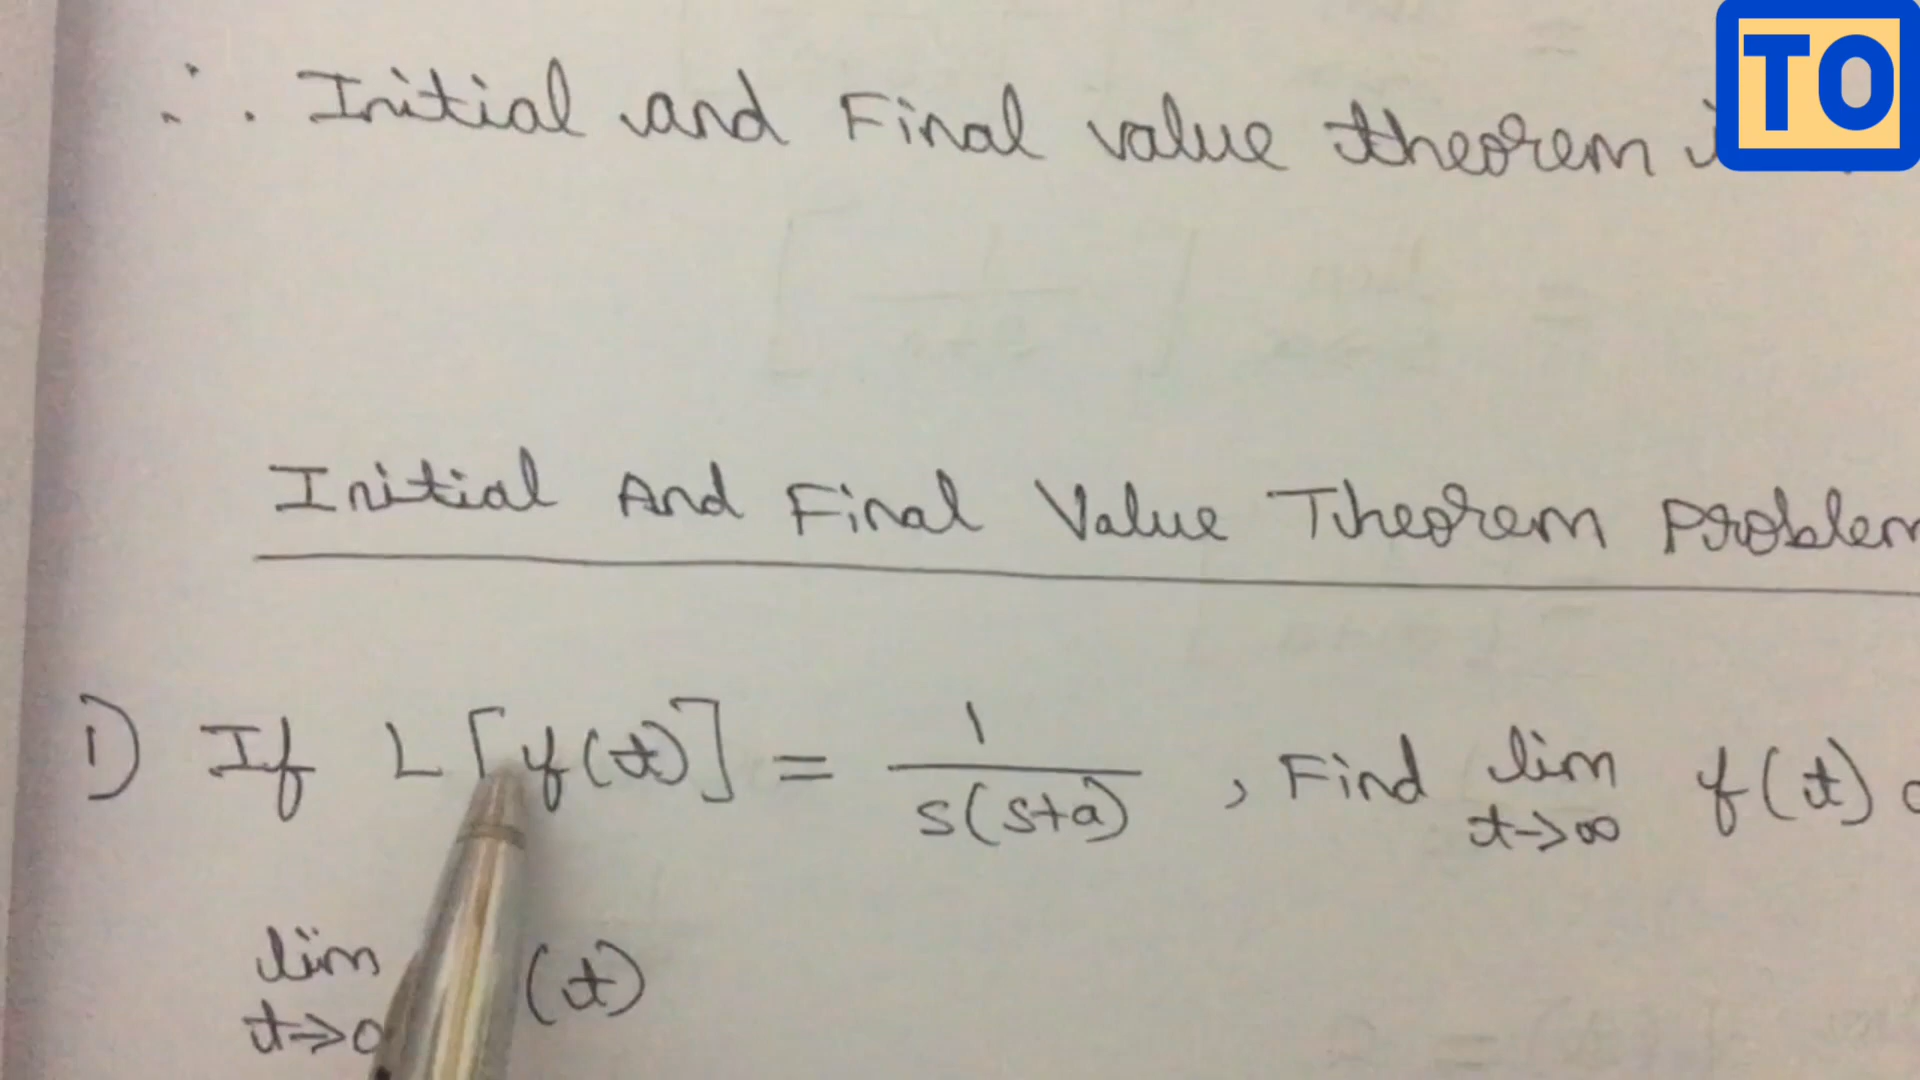 TO
∴ Initial and Final value theorem
Initial And Final Value Theorem Problem
1) If L[f(t)] = 1/s(s+a) , Find lim t→∞ f(t)
lim t→0 (t)